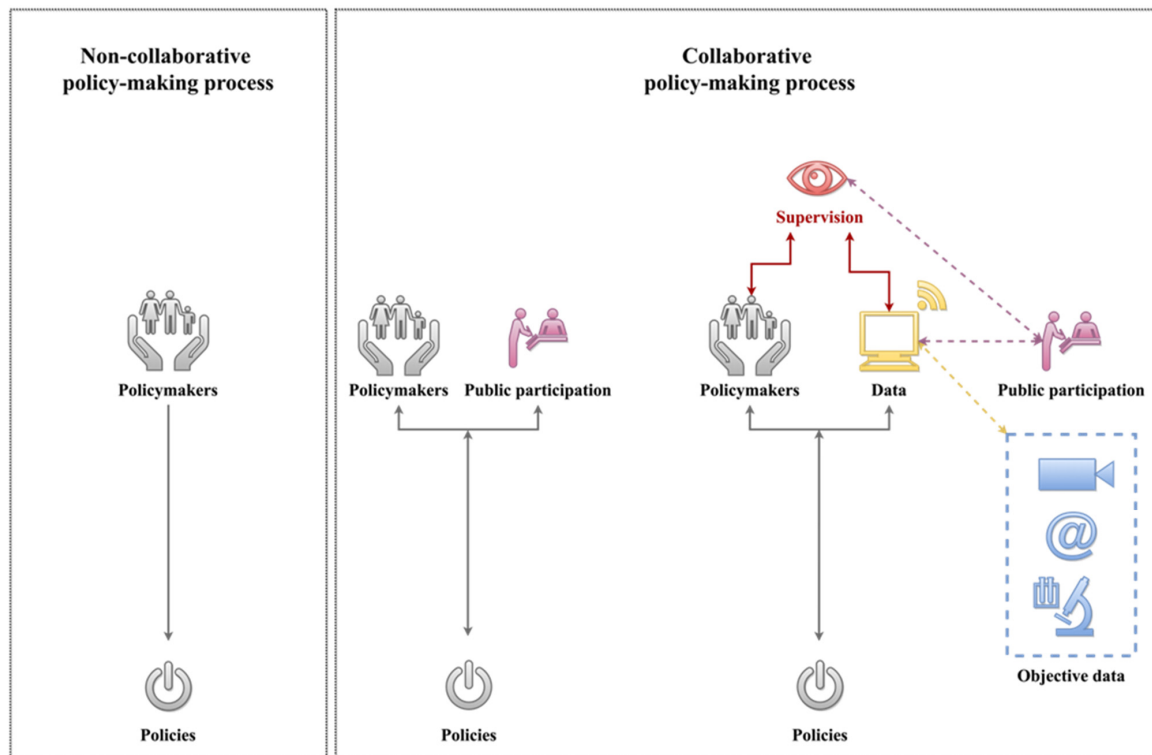 Non-collaborative
policy-making process
Policymakers
Policies
Collaborative
policy-making process
Policymakers
Public participation
Policies
Supervision
Policymakers
Data
Public participation
@
Objective data
Policies